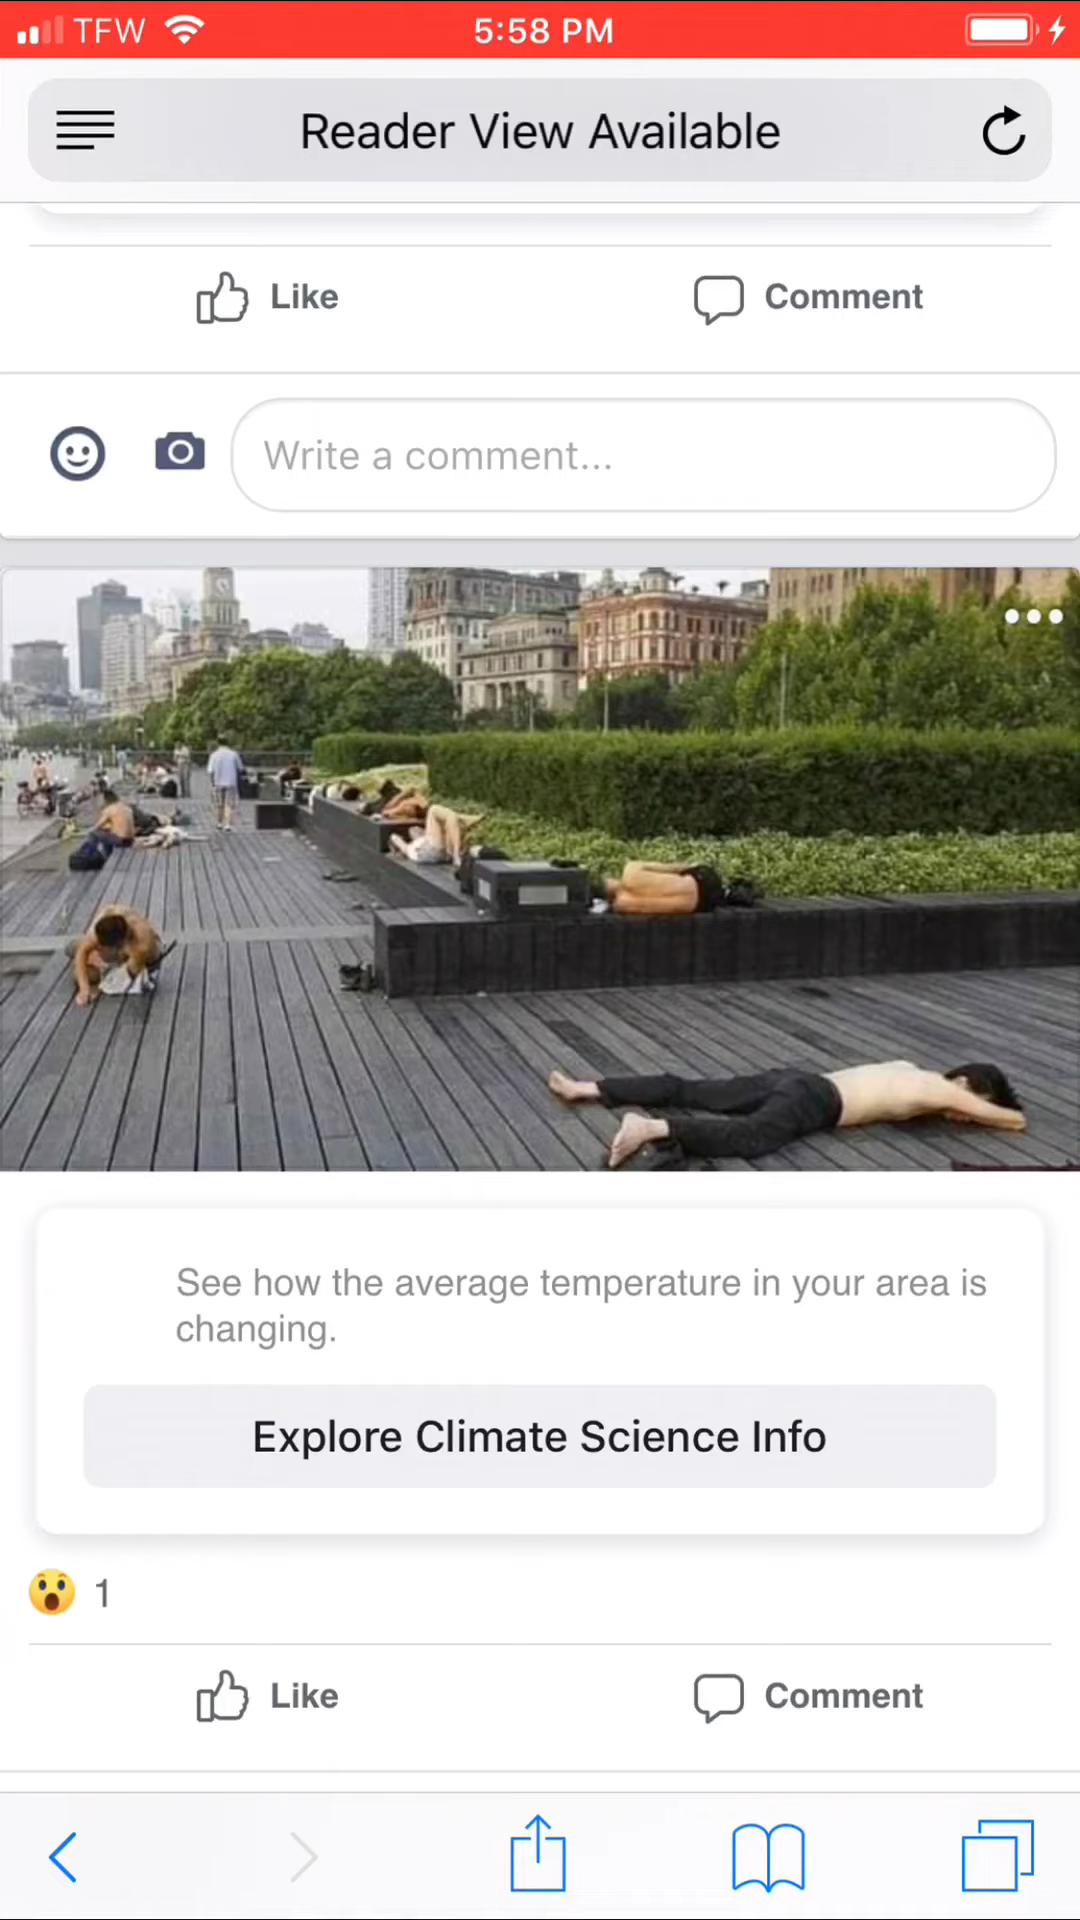 TFW 5:58 PM
Reader View Available
Like Comment
Write a comment...
See how the average temperature in your area is
changing.
Explore Climate Science Info
1
Like Comment